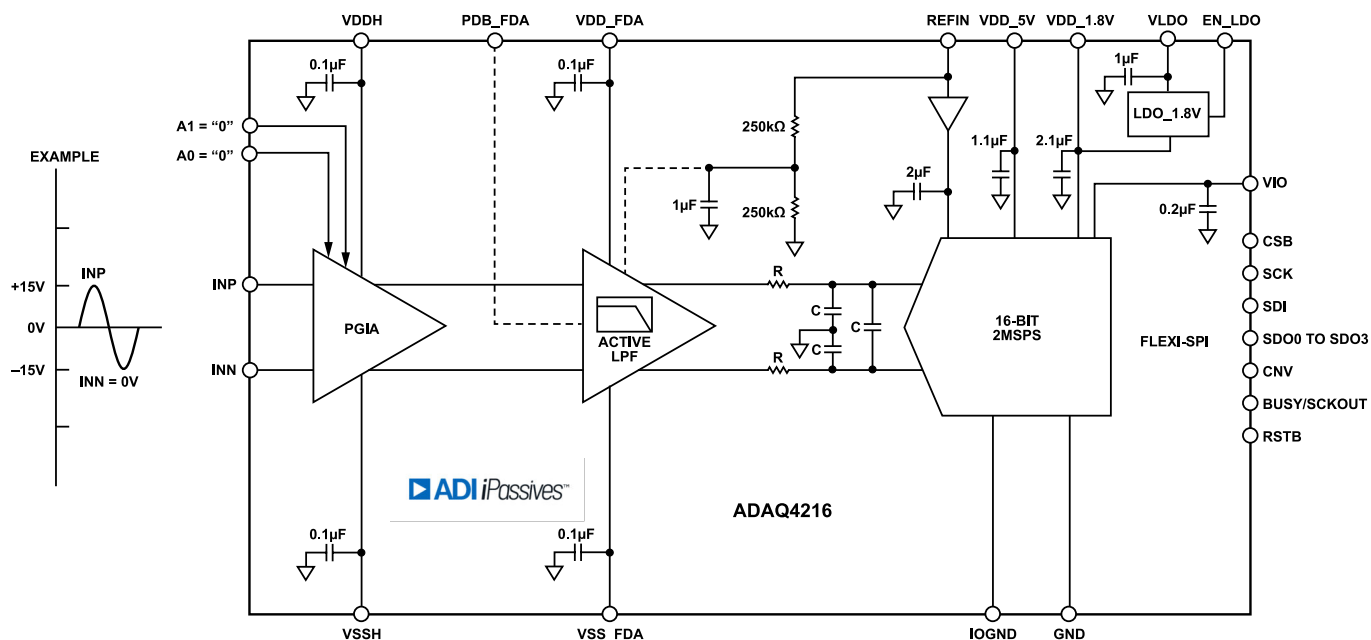 VDDH
PDB_FDA
VDD_FDA
REFIN
VDD_5V
VDD_1.8V
VLDO
EN_LDO
0.1µF
0.1µF
1µF
LDO_1.8V
A1 = “0”
A0 = “0”
250kΩ
1.1µF
2.1µF
EXAMPLE
2µF
1µF
250kΩ
0.2µF
VIO
CSB
SCK
SDI
SDO0 TO SDO3
CNV
BUSY/SCKOUT
RSTB
INP
+15V
0V
–15V
INN = 0V
INP
INN
PGIA
ACTIVE
LPF
R
R
C
C
C
16-BIT
2MSPS
FLEXI-SPI
ADI iPassives™
ADAQ4216
0.1µF
0.1µF
VSSH
VSS_FDA
IOGND
GND